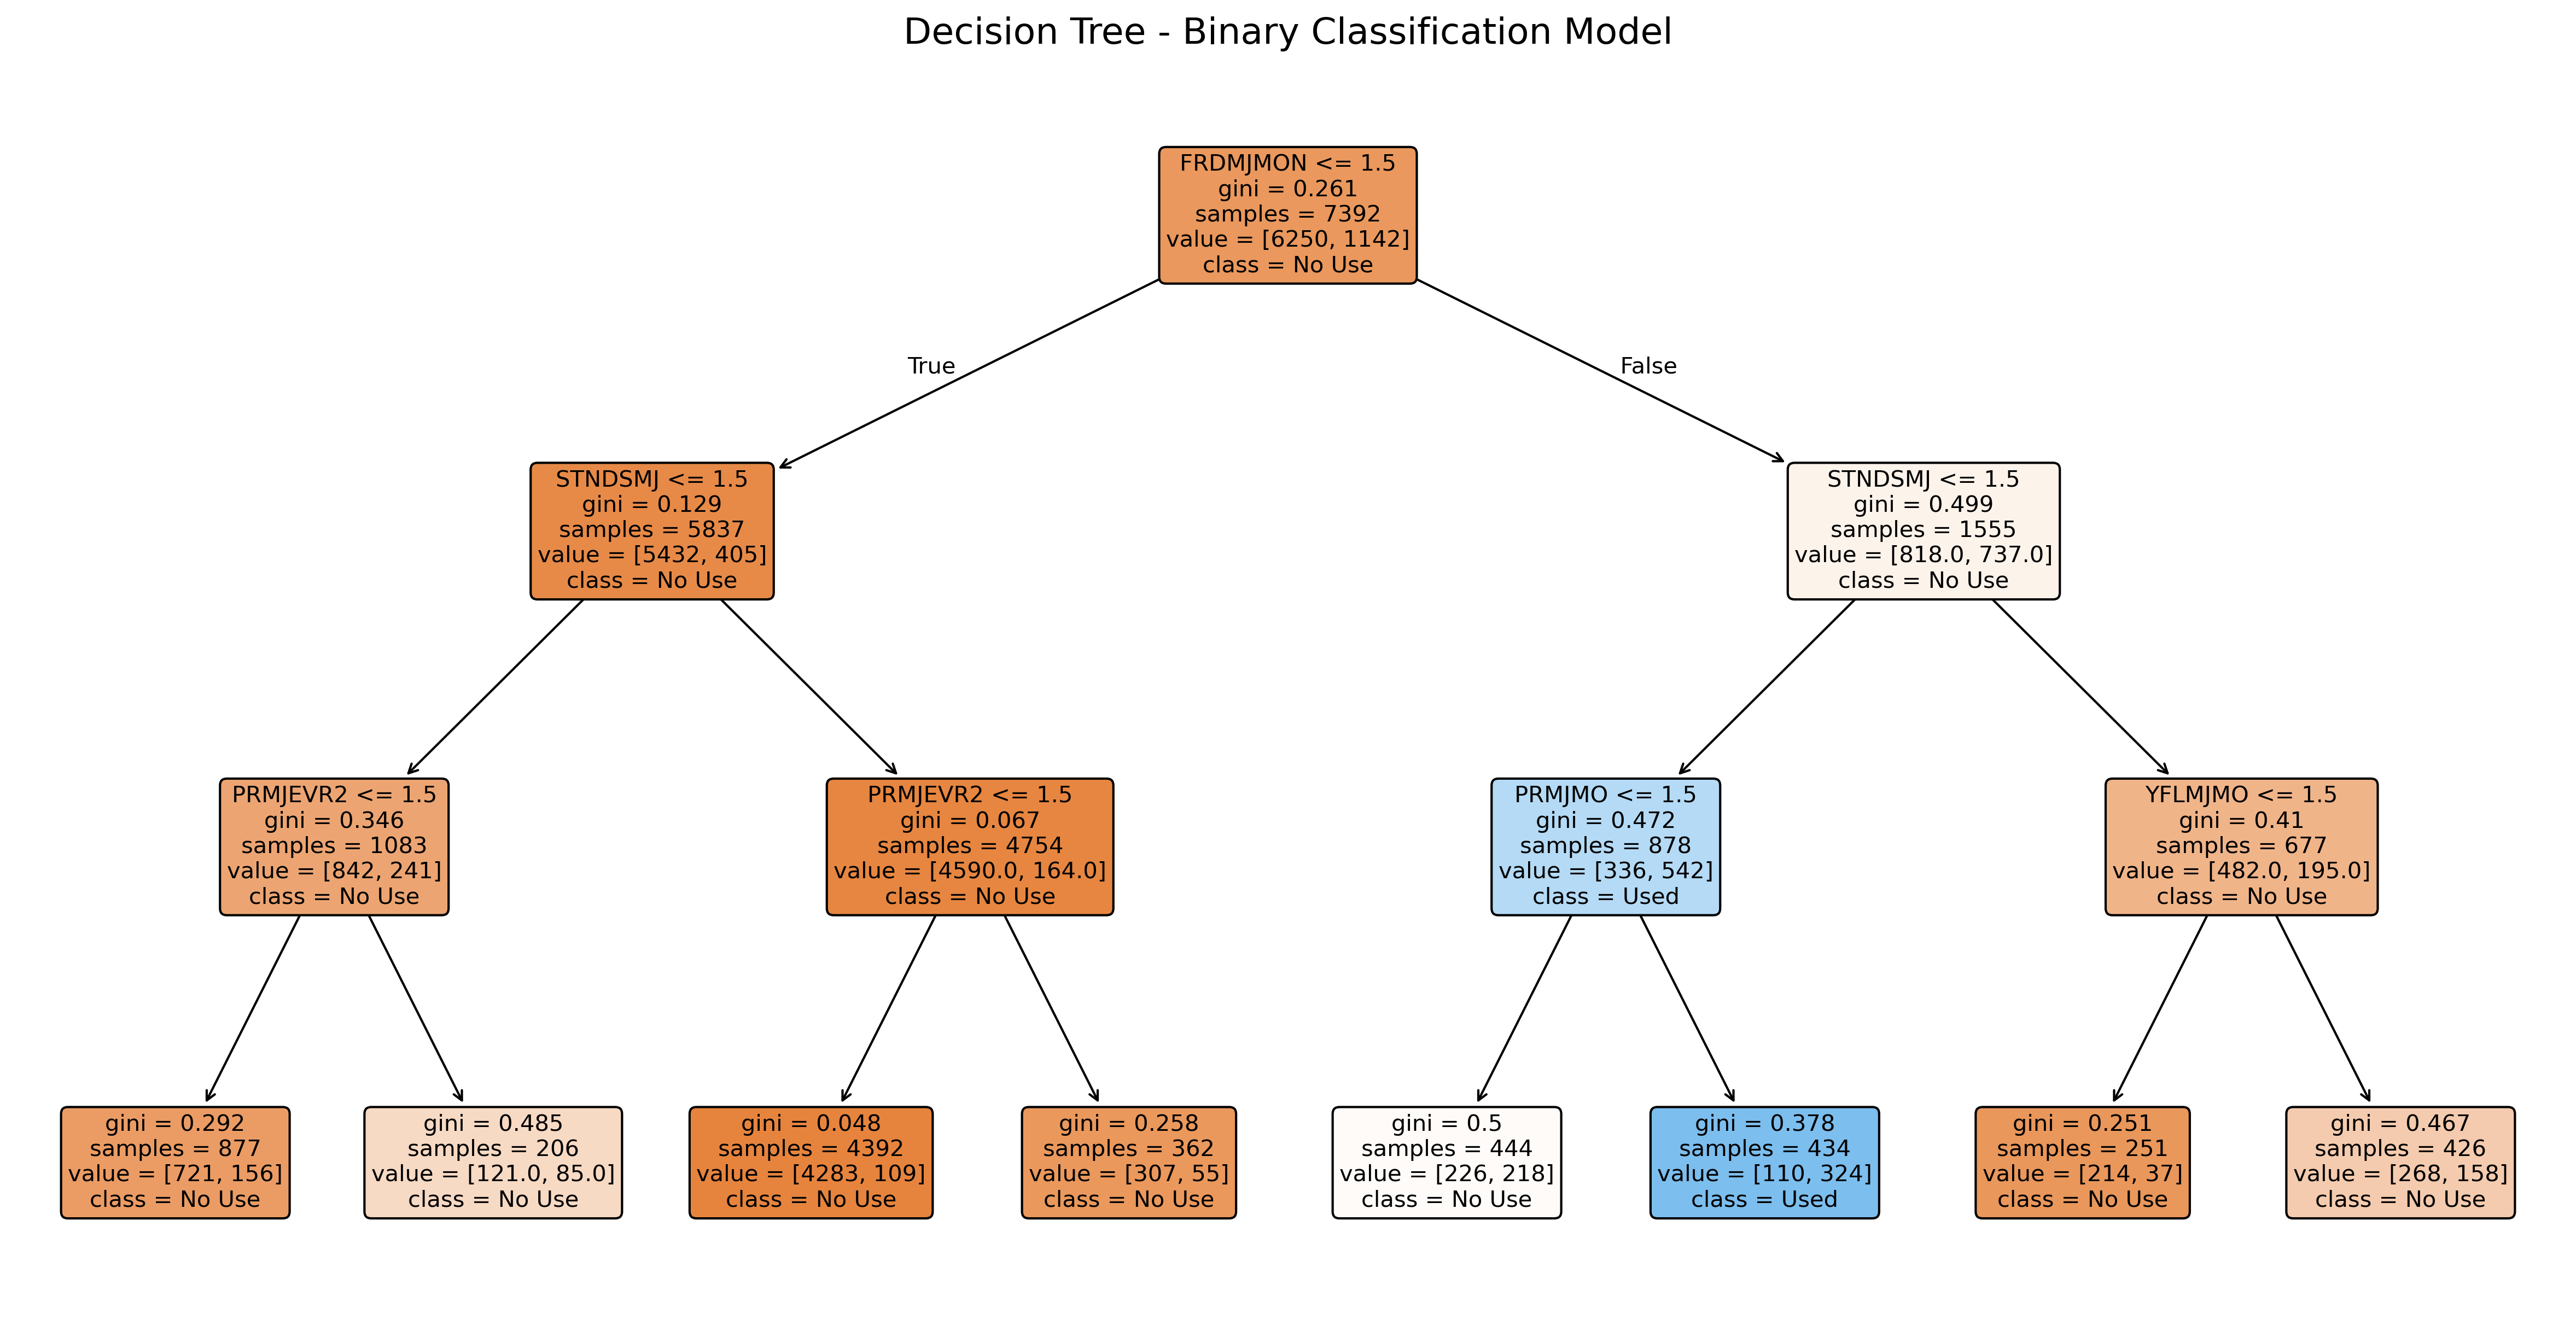 Decision Tree - Binary Classification Model
FRDMJMON <= 1.5
gini = 0.261
samples = 7392
value = [6250, 1142]
class = No Use
True
False
STNDSMJ <= 1.5
gini = 0.129
samples = 5837
value = [5432, 405]
class = No Use
STNDSMJ <= 1.5
gini = 0.499
samples = 1555
value = [818.0, 737.0]
class = No Use
PRMJEVR2 <= 1.5
gini = 0.346
samples = 1083
value = [842, 241]
class = No Use
PRMJEVR2 <= 1.5
gini = 0.067
samples = 4754
value = [4590.0, 164.0]
class = No Use
PRMJMO <= 1.5
gini = 0.472
samples = 878
value = [336, 542]
class = Used
YFLMJMO <= 1.5
gini = 0.41
samples = 677
value = [482.0, 195.0]
class = No Use
gini = 0.292
samples = 877
value = [721, 156]
class = No Use
gini = 0.485
samples = 206
value = [121.0, 85.0]
class = No Use
gini = 0.048
samples = 4392
value = [4283, 109]
class = No Use
gini = 0.258
samples = 362
value = [307, 55]
class = No Use
gini = 0.5
samples = 444
value = [226, 218]
class = No Use
gini = 0.378
samples = 434
value = [110, 324]
class = Used
gini = 0.251
samples = 251
value = [214, 37]
class = No Use
gini = 0.467
samples = 426
value = [268, 158]
class = No Use